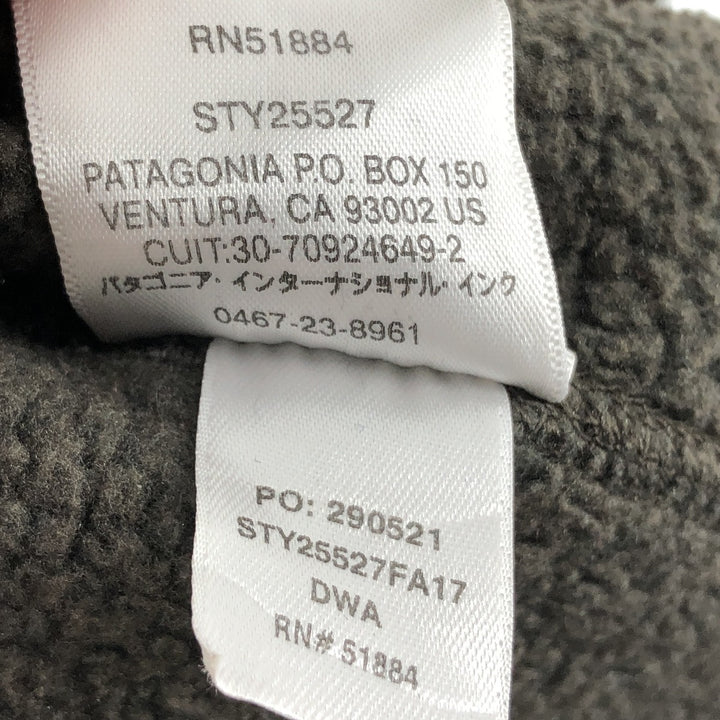 RN51884
STY25527
PATAGONIA P.O. BOX 150
VENTURA, CA 93002 US
CUIT:30-70924649-2
パタゴニア・インターナショナル・インク
0467-23-8961
PO: 290521
STY25527FA17
DWA
RN# 51884